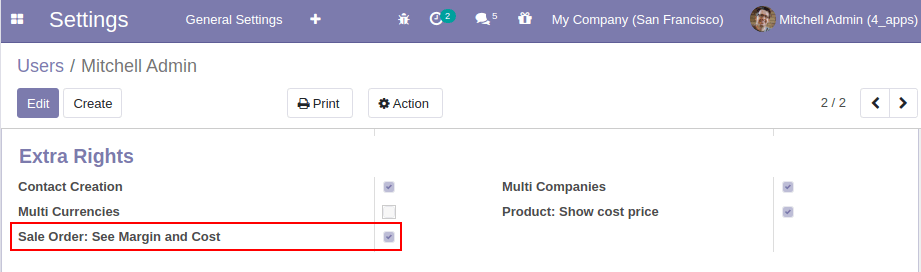 Settings General Settings + 2 5 My Company (San Francisco) Mitchell Admin (4_apps)
Users / Mitchell Admin
Edit Create Print Action 2 / 2
Extra Rights
Contact Creation Multi Companies
Multi Currencies Product: Show cost price
Sale Order: See Margin and Cost